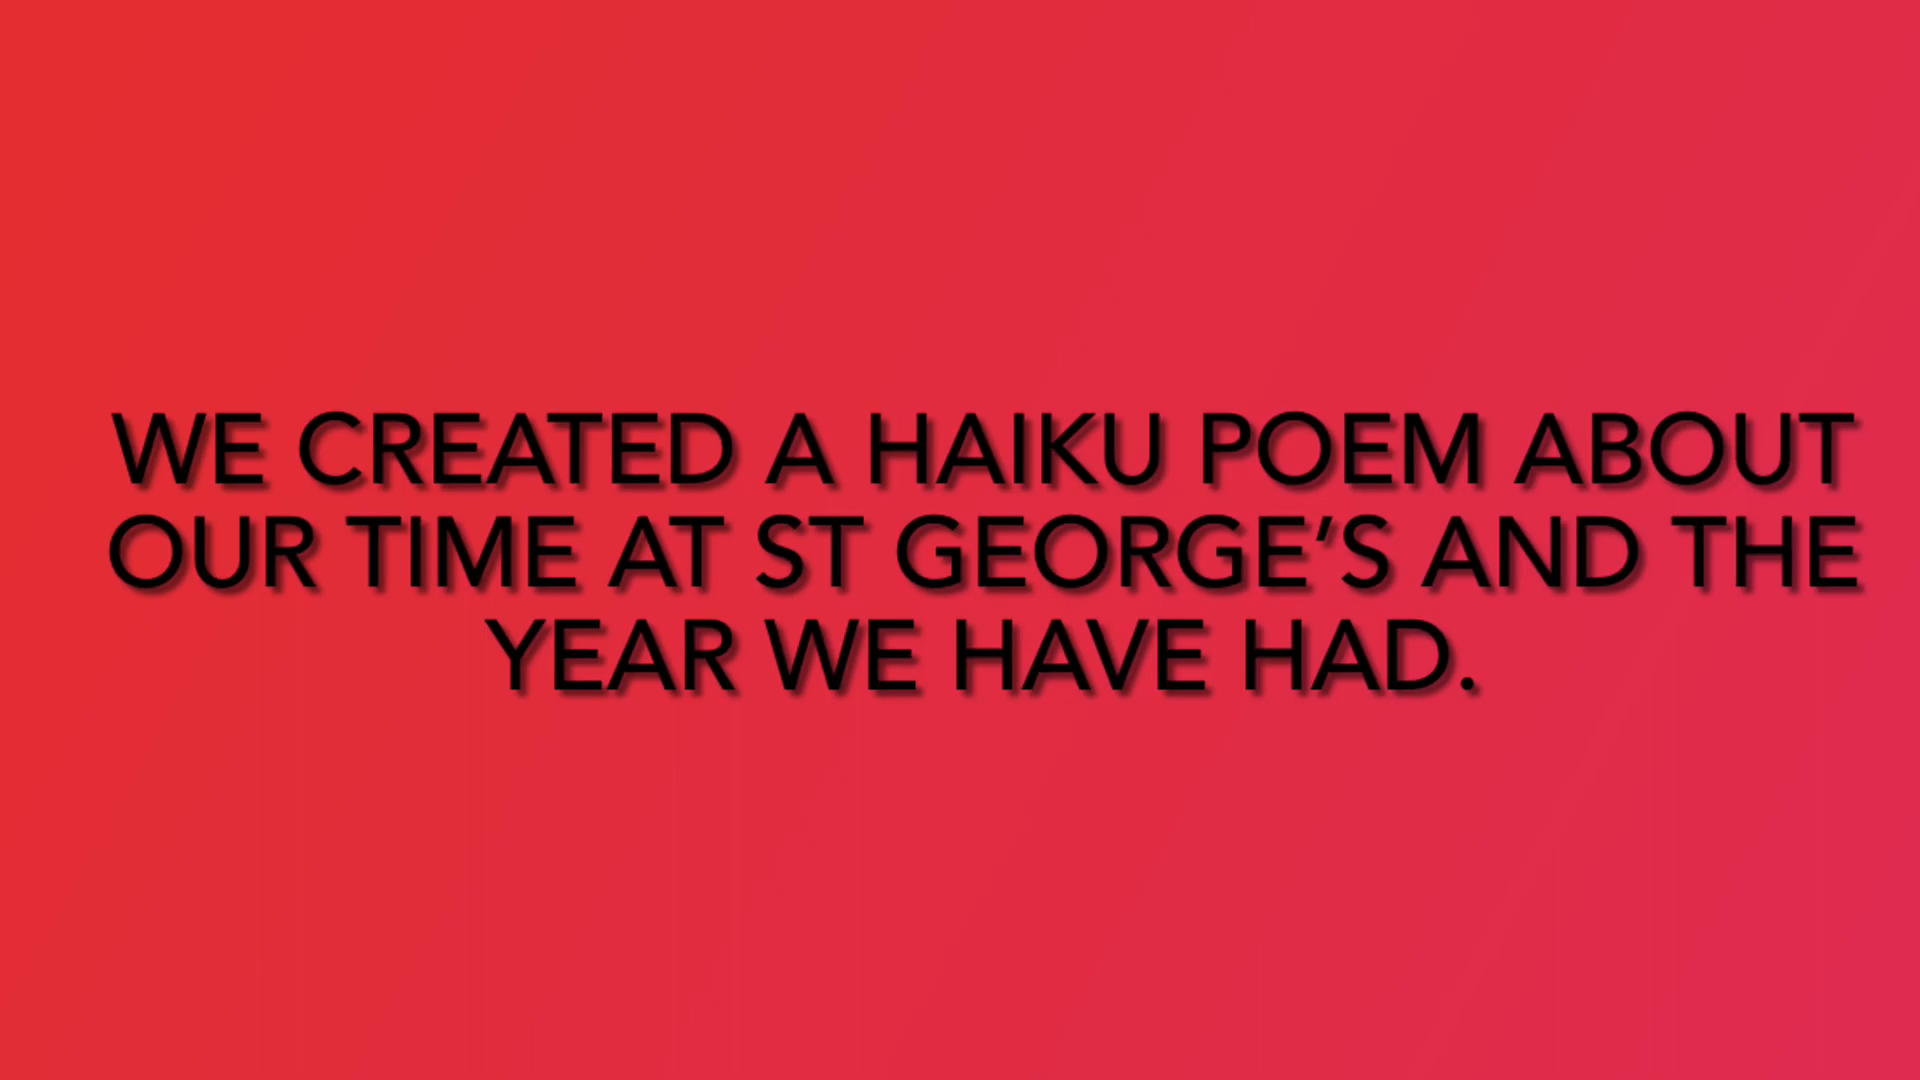 WE CREATED A HAIKU POEM ABOUT
OUR TIME AT ST GEORGE’S AND THE
YEAR WE HAVE HAD.